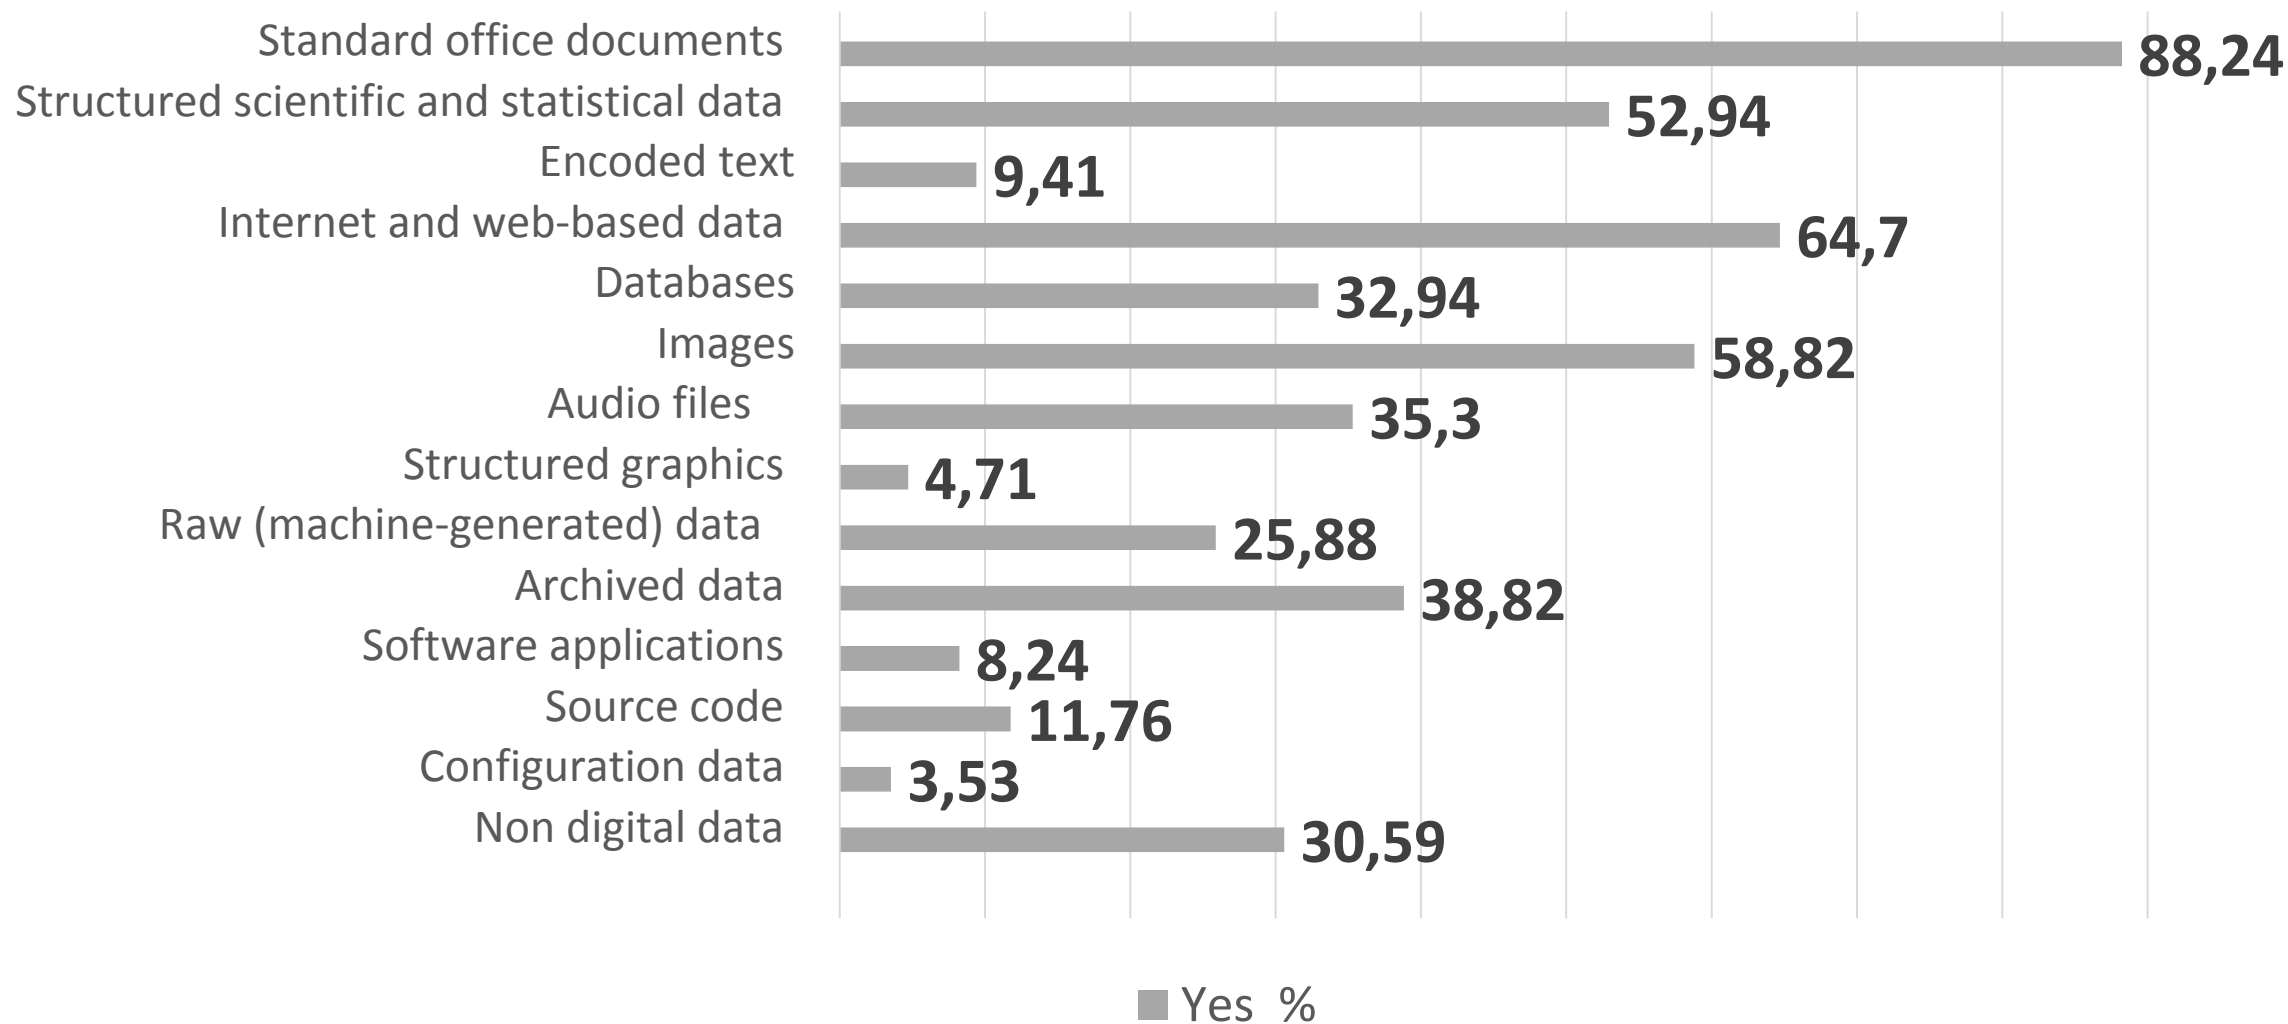 Standard office documents 88,24
Structured scientific and statistical data 52,94
Encoded text 9,41
Internet and web-based data 64,7
Databases 32,94
Images 58,82
Audio files 35,3
Structured graphics 4,71
Raw (machine-generated) data 25,88
Archived data 38,82
Software applications 8,24
Source code 11,76
Configuration data 3,53
Non digital data 30,59
Yes %